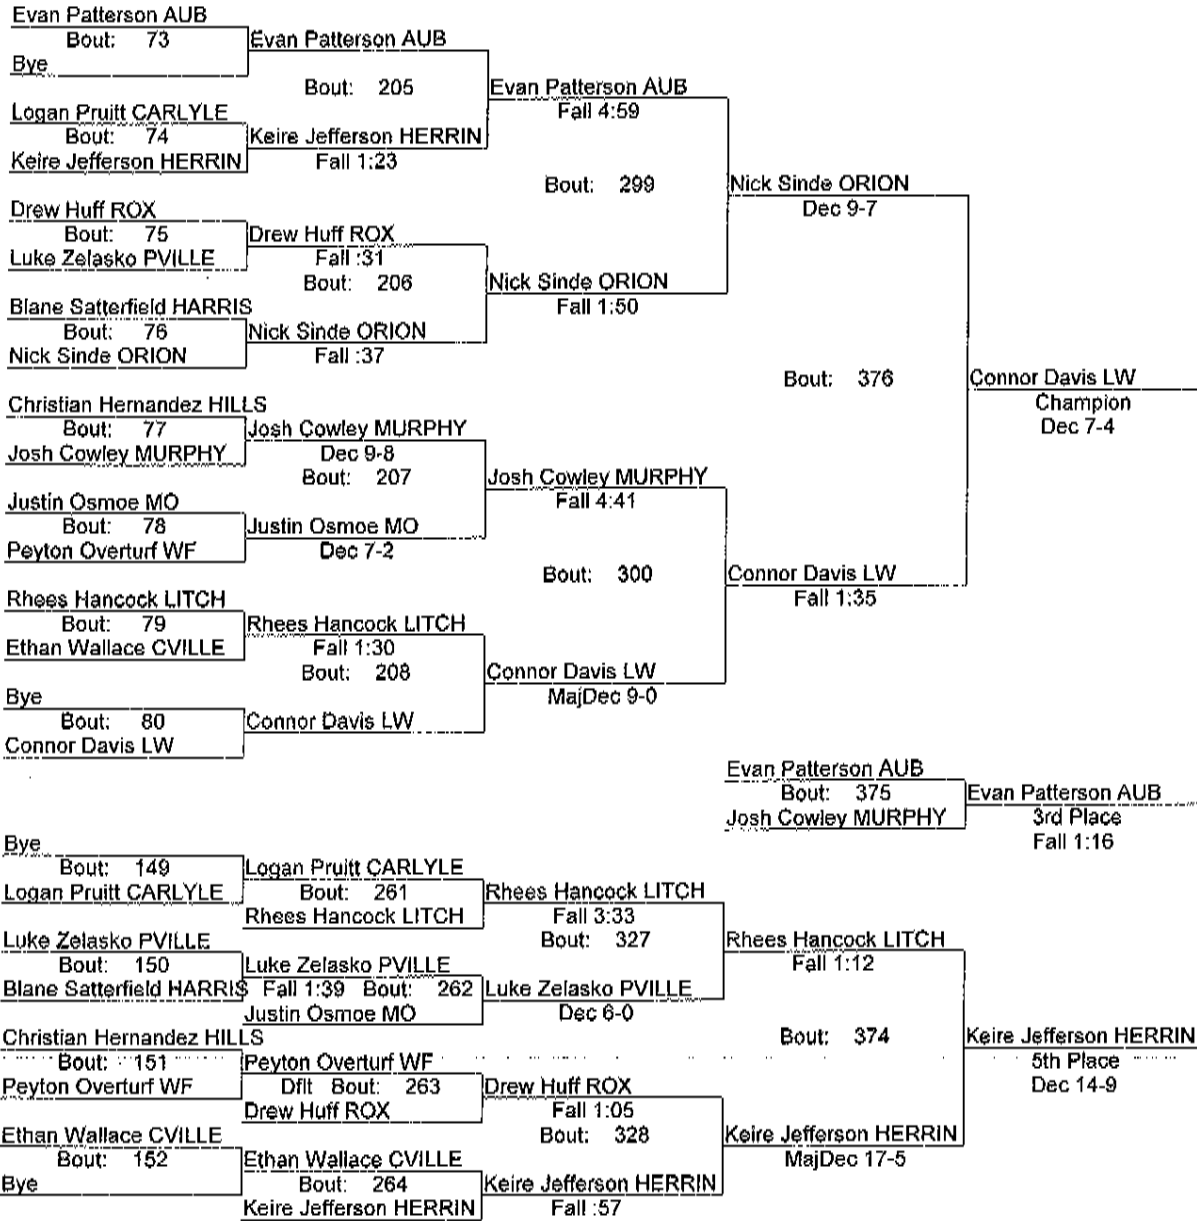 Evan Patterson AUB
Bout: 73
Evan Patterson AUB
Bye
Bout: 205
Evan Patterson AUB
Logan Pruitt CARLYLE
Fall 4:59
Bout: 74
Keire Jefferson HERRIN
Keire Jefferson HERRIN
Fall 1:23
Bout: 299
Nick Sinde ORION
Dec 9-7
Drew Huff ROX
Bout: 75
Drew Huff ROX
Luke Zelasko PVILLE
Fall :31
Bout: 206
Nick Sinde ORION
Fall 1:50
Blane Satterfield HARRIS
Bout: 76
Nick Sinde ORION
Nick Sinde ORION
Fall :37
Bout: 376
Connor Davis LW
Champion
Dec 7-4
Christian Hernandez HILLS
Bout: 77
Josh Cowley MURPHY
Josh Cowley MURPHY
Dec 9-8
Bout: 207
Josh Cowley MURPHY
Fall 4:41
Justin Osmoe MO
Bout: 78
Justin Osmoe MO
Peyton Overturf WF
Dec 7-2
Bout: 300
Connor Davis LW
Fall 1:35
Rhees Hancock LITCH
Bout: 79
Rhees Hancock LITCH
Ethan Wallace CVILLE
Fall 1:30
Bout: 208
Connor Davis LW
MajDec 9-0
Bye
Bout: 80
Connor Davis LW
Connor Davis LW
Evan Patterson AUB
Bout: 375
Evan Patterson AUB
Josh Cowley MURPHY
3rd Place
Fall 1:16
Bye
Bout: 149
Logan Pruitt CARLYLE
Logan Pruitt CARLYLE
Bout: 261
Rhees Hancock LITCH
Rhees Hancock LITCH
Fall 3:33
Bout: 327
Rhees Hancock LITCH
Fall 1:12
Luke Zelasko PVILLE
Bout: 150
Luke Zelasko PVILLE
Blane Satterfield HARRIS
Fall 1:39 Bout: 262
Luke Zelasko PVILLE
Justin Osmoe MO
Dec 6-0
Christian Hernandez HILLS
Bout: 374
Keire Jefferson HERRIN
5th Place
Dec 14-9
Bout: 151
Peyton Overturf WF
Peyton Overturf WF
Dflt Bout: 263
Drew Huff ROX
Drew Huff ROX
Fall 1:05
Bout: 328
Keire Jefferson HERRIN
MajDec 17-5
Ethan Wallace CVILLE
Bout: 152
Ethan Wallace CVILLE
Bye
Bout: 264
Keire Jefferson HERRIN
Keire Jefferson HERRIN
Fall :57